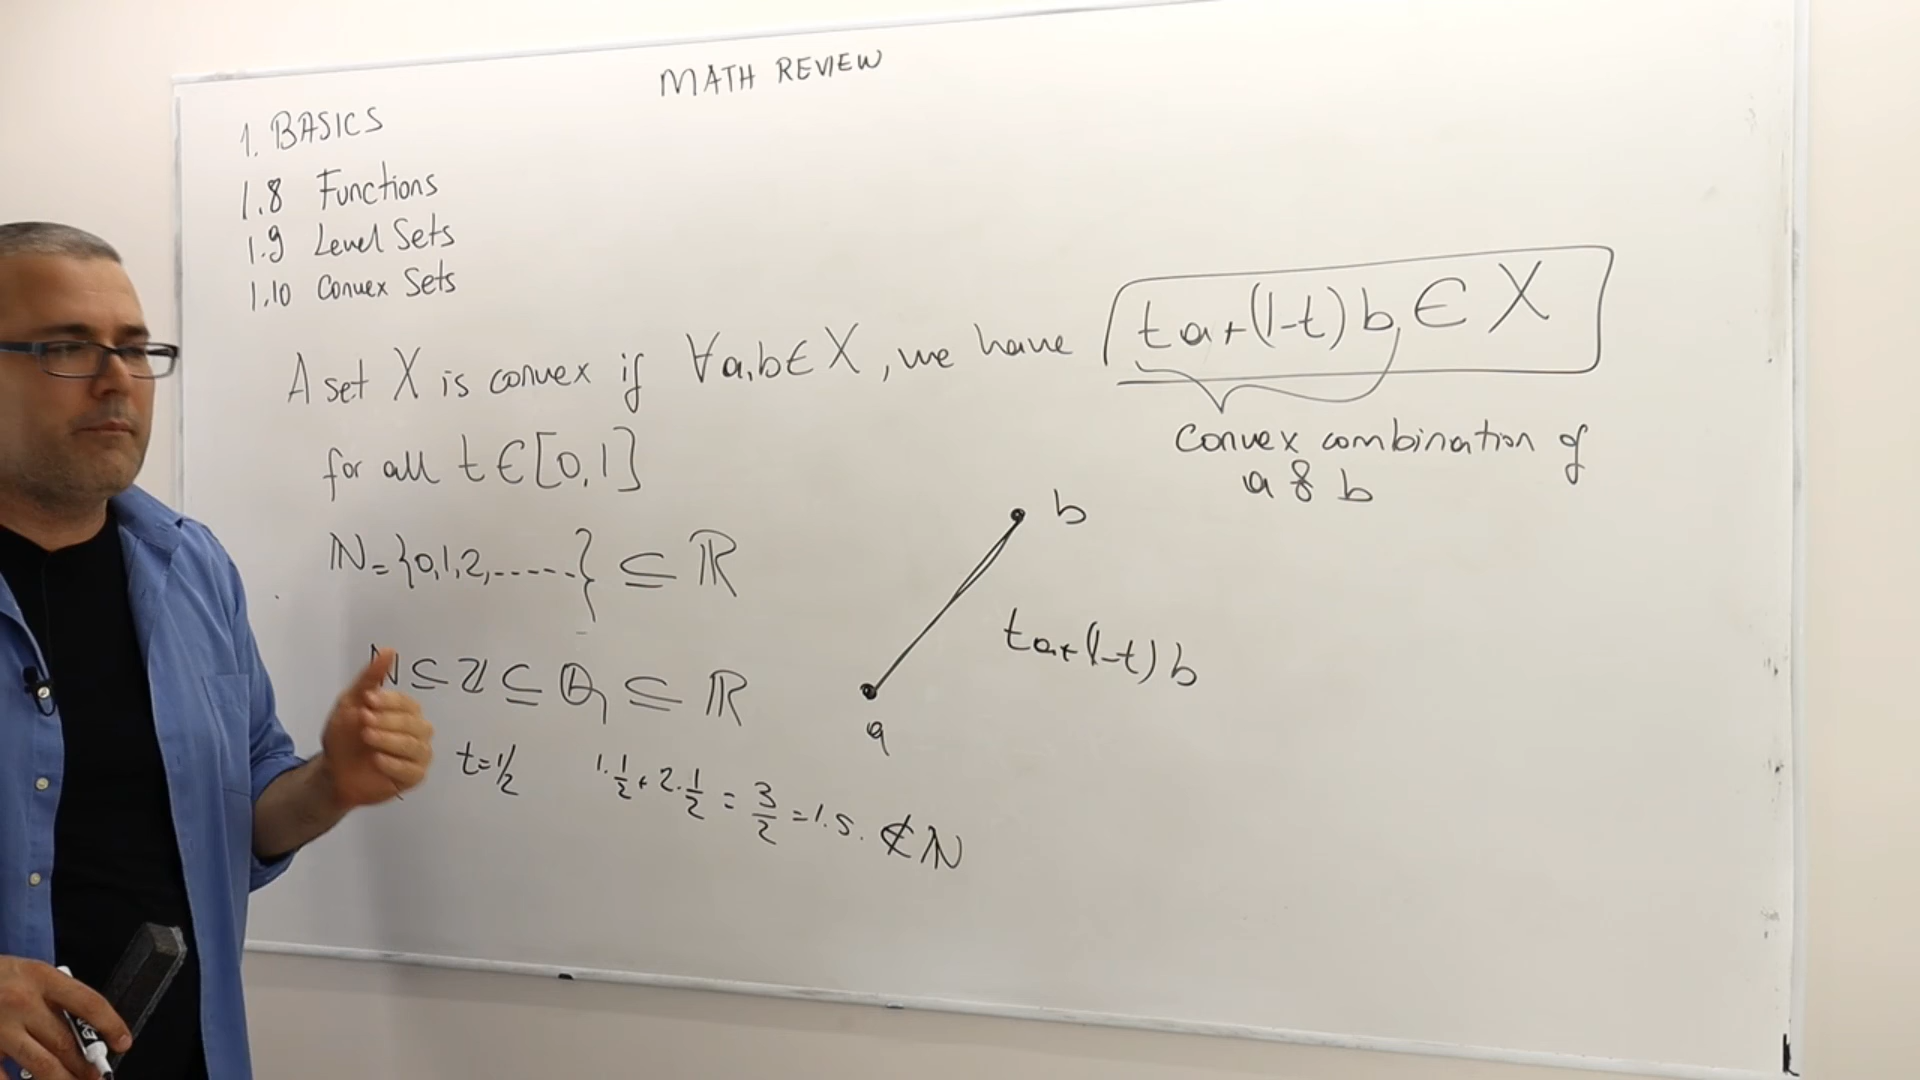 MATH REVIEW
1. BASICS
1.8 Functions
1.9 Level Sets
1.10 Convex Sets
A set X is convex if ∀a,b∈X, we have ta+(1-t)b ∈ X
for all t∈[0,1]
convex combination of
a & b
ℕ={0,1,2,......} ⊆ ℝ
b
ta+(1-t)b
ℕ⊆ℤ⊆ℚ⊆ℝ
a
t=1/2 1·1/2+2·1/2=3/2=1.5. ∉ℕ